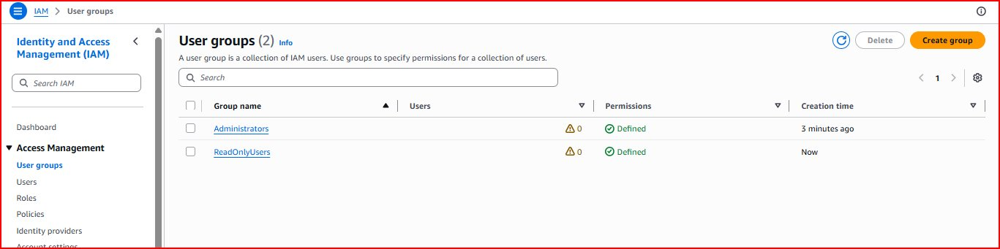 IAM > User groups
Identity and Access
Management (IAM)
Search IAM
Dashboard
Access Management
User groups
Users
Roles
Policies
Identity providers
Account settings
User groups (2) Info
Delete
Create group
A user group is a collection of IAM users. Use groups to specify permissions for a collection of users.
Search
1
Group name Users Permissions Creation time
Administrators 0 Defined 3 minutes ago
ReadOnlyUsers 0 Defined Now